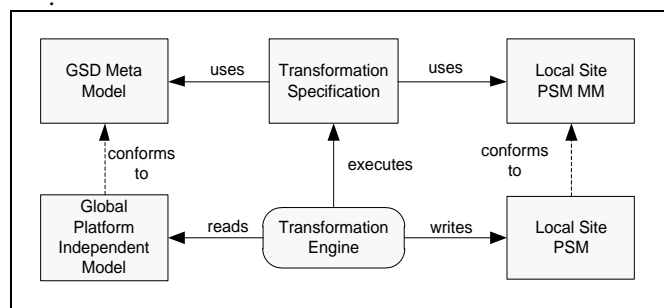 GSD Meta
Model
uses
Transformation
Specification
uses
Local Site
PSM MM
conforms
to
executes
conforms
to
Global
Platform
Independent
Model
reads
Transformation
Engine
writes
Local Site
PSM